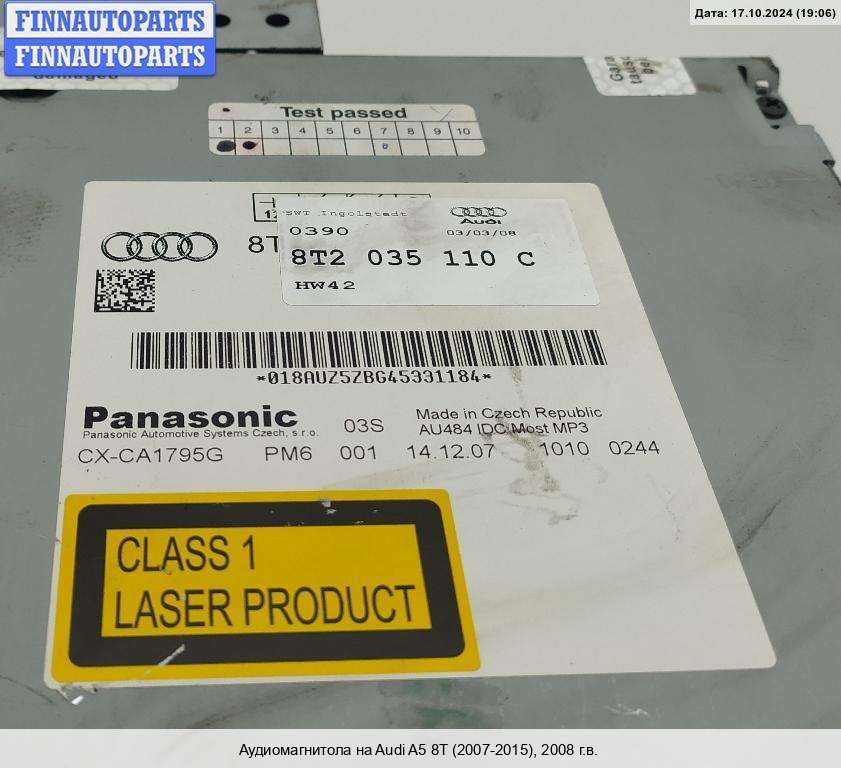 FINNAUTOPARTS
FINNAUTOPARTS
Дата: 17.10.2024 (19:06)
damaged
Gara
Test passed
1 2 3 4 5 6 7 8 9 10
SWT Ingolstadt
Audi
0390 03/03/08
8T
8T2 035 110 C
HW42
*018AUZ5ZBG45331184*
Panasonic
Panasonic Automotive Systems Czech, s.r.o.
03S
Made in Czech Republic
AU484 IDC Most MP3
CX-CA1795G PM6 001 14.12.07 1010 0244
CLASS 1
LASER PRODUCT
Аудиомагнитола на Audi A5 8T (2007-2015), 2008 г.в.